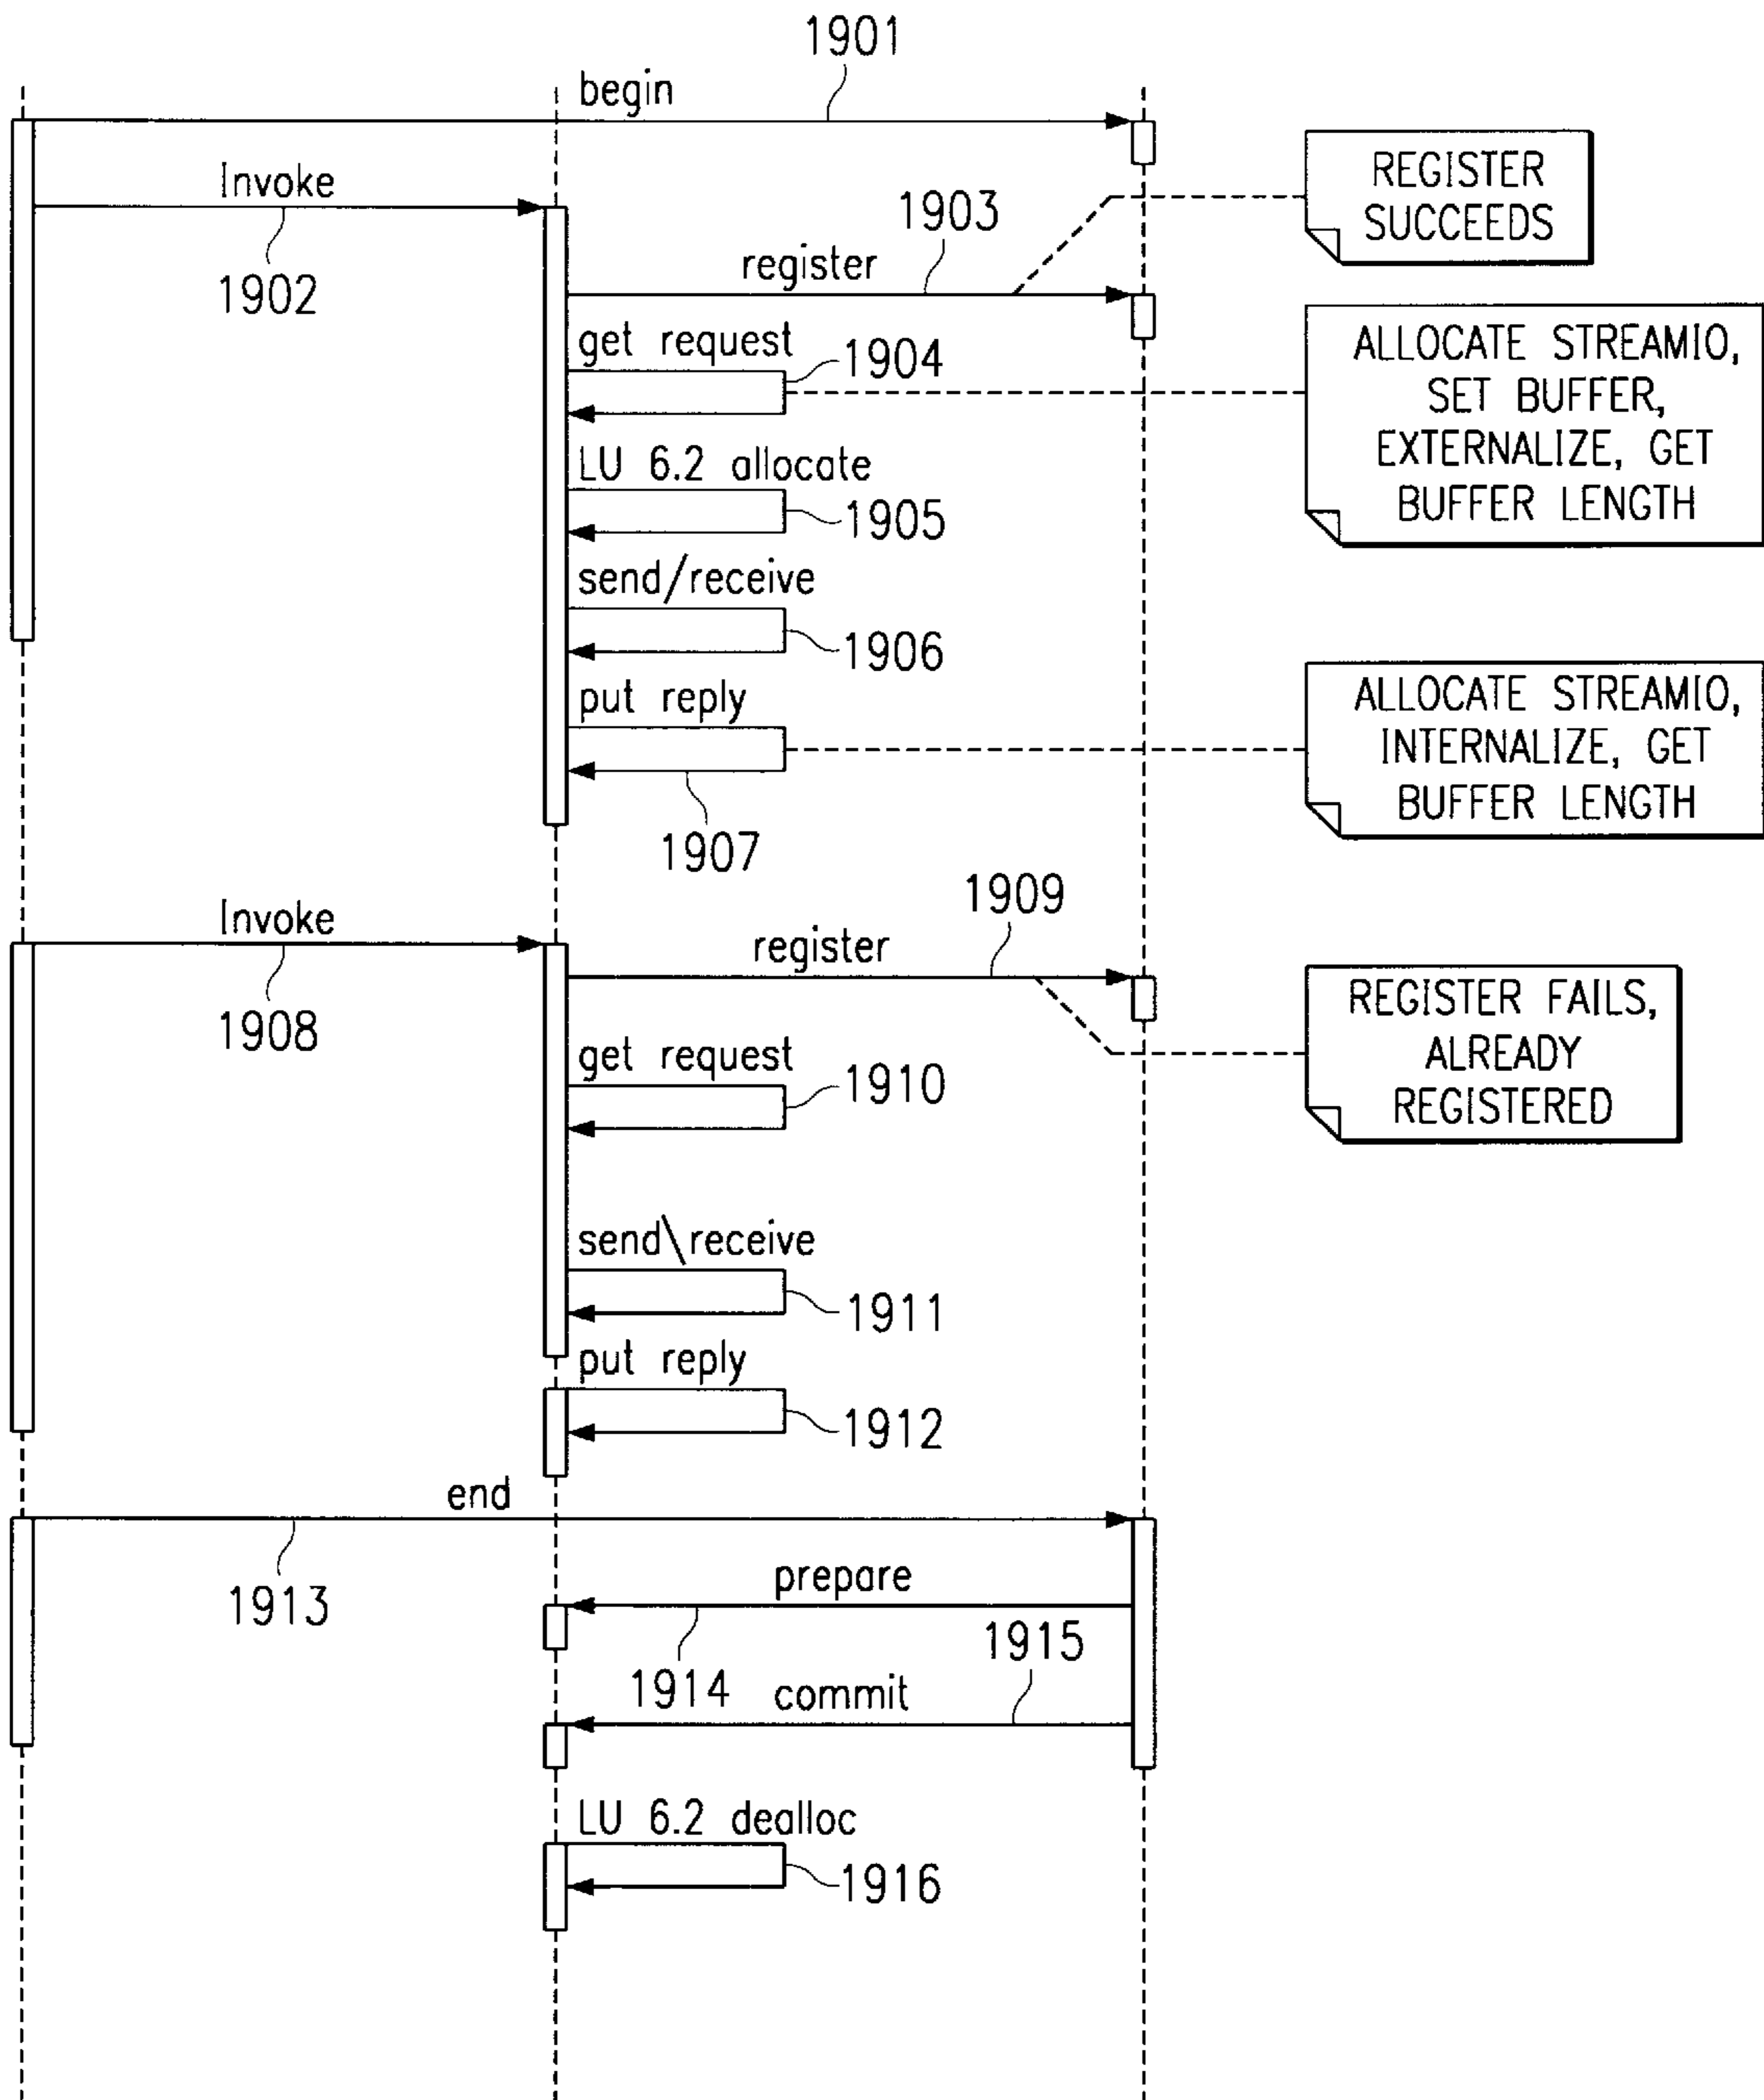 1901
begin
Invoke
1902
1903
register
REGISTER
SUCCEEDS
get request
1904
ALLOCATE STREAMIO,
SET BUFFER,
EXTERNALIZE, GET
BUFFER LENGTH
LU 6.2 allocate
1905
send/receive
1906
put reply
1907
ALLOCATE STREAMIO,
INTERNALIZE, GET
BUFFER LENGTH
Invoke
1908
1909
register
REGISTER FAILS,
ALREADY
REGISTERED
get request
1910
send\receive
1911
put reply
1912
end
1913
prepare
1914
1915
commit
LU 6.2 dealloc
1916